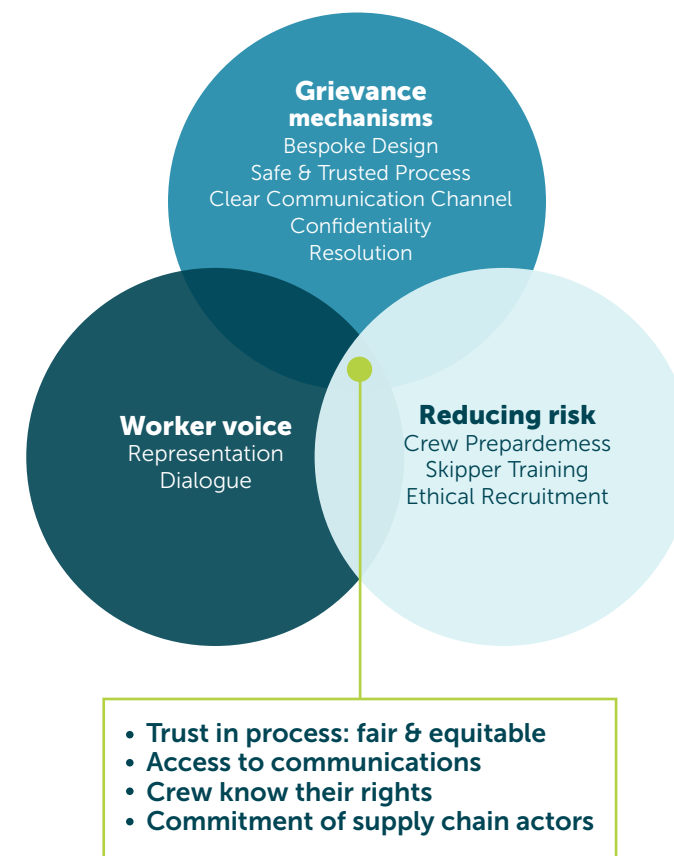 Grievance
mechanisms
Bespoke Design
Safe & Trusted Process
Clear Communication Channel
Confidentiality
Resolution
Worker voice
Representation
Dialogue
Reducing risk
Crew Prepardemess
Skipper Training
Ethical Recruitment
• Trust in process: fair & equitable
• Access to communications
• Crew know their rights
• Commitment of supply chain actors